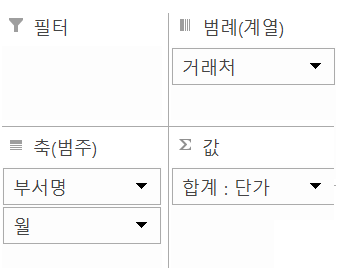 필터
범례(계열)
거래처
축(범주)
값
부서명
합계 : 단가
월